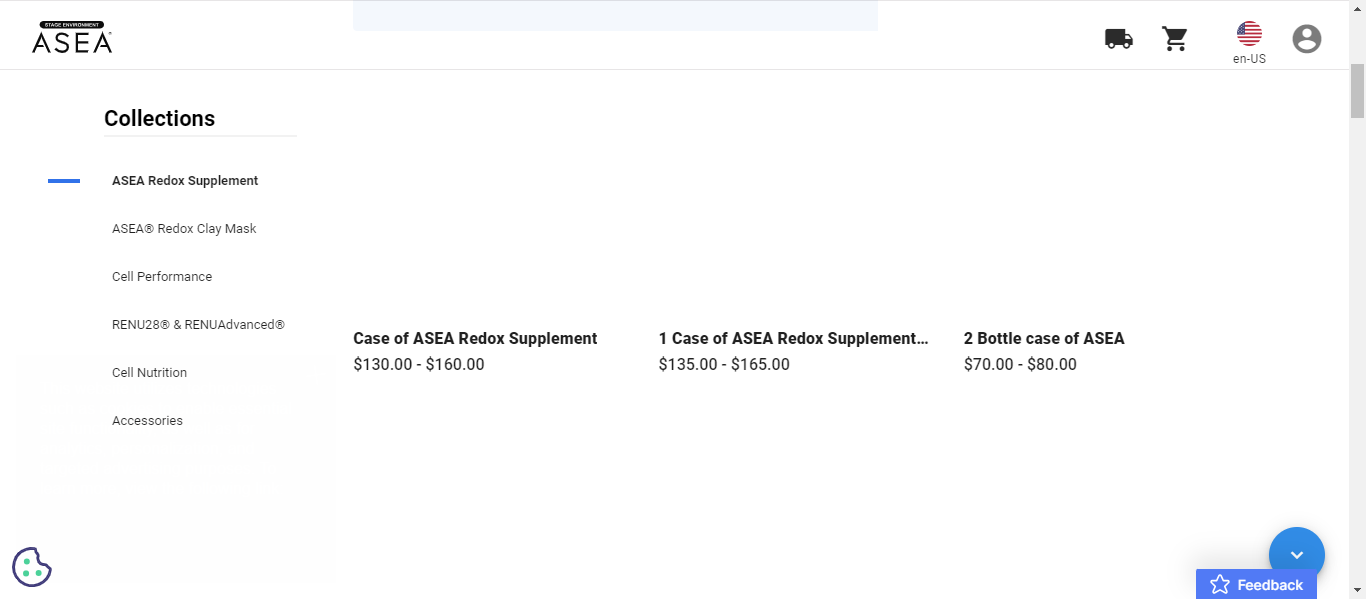 STAGE ENVIRONMENT
ASEA
en-US
Collections
ASEA Redox Supplement
ASEA® Redox Clay Mask
Cell Performance
RENU28® & RENUAdvanced®
Cell Nutrition
Accessories
Case of ASEA Redox Supplement
$130.00 - $160.00
1 Case of ASEA Redox Supplement...
$135.00 - $165.00
2 Bottle case of ASEA
$70.00 - $80.00
Feedback